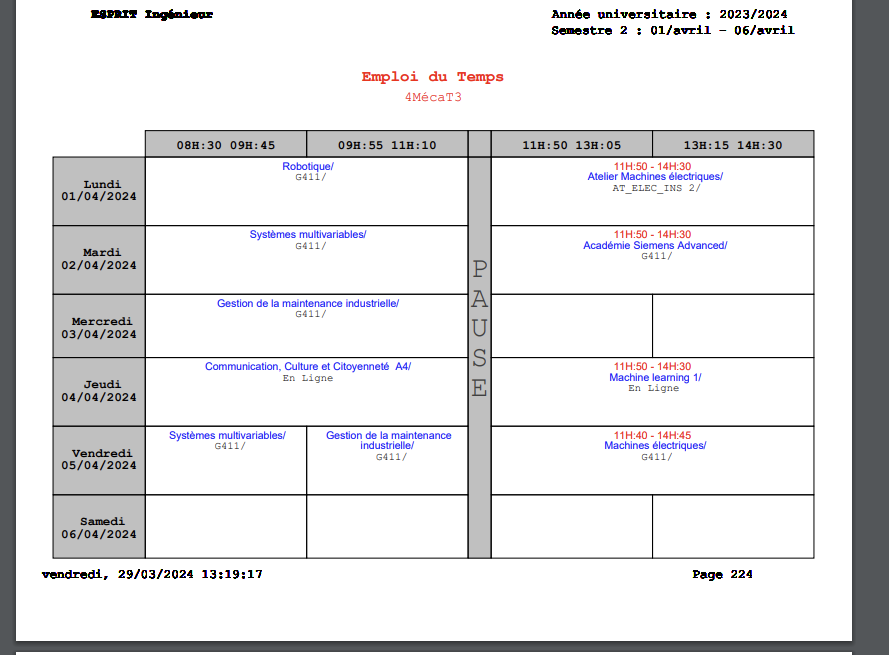 ESPRIT Ingénieur
Année universitaire : 2023/2024
Semestre 2 : 01/avril - 06/avril
Emploi du Temps
4MécaT3
08H:30 09H:45 09H:55 11H:10 11H:50 13H:05 13H:15 14H:30
Lundi
01/04/2024
Robotique/
G411/
11H:50 - 14H:30
Atelier Machines électriques/
AT_ELEC_INS 2/
Mardi
02/04/2024
Systèmes multivariables/
G411/
11H:50 - 14H:30
Académie Siemens Advanced/
G411/
Mercredi
03/04/2024
Gestion de la maintenance industrielle/
G411/
Jeudi
04/04/2024
Communication, Culture et Citoyenneté A4/
En Ligne
11H:50 - 14H:30
Machine learning 1/
En Ligne
Vendredi
05/04/2024
Systèmes multivariables/
G411/
Gestion de la maintenance
industrielle/
G411/
11H:40 - 14H:45
Machines électriques/
G411/
Samedi
06/04/2024
PAUSE
vendredi, 29/03/2024 13:19:17
Page 224